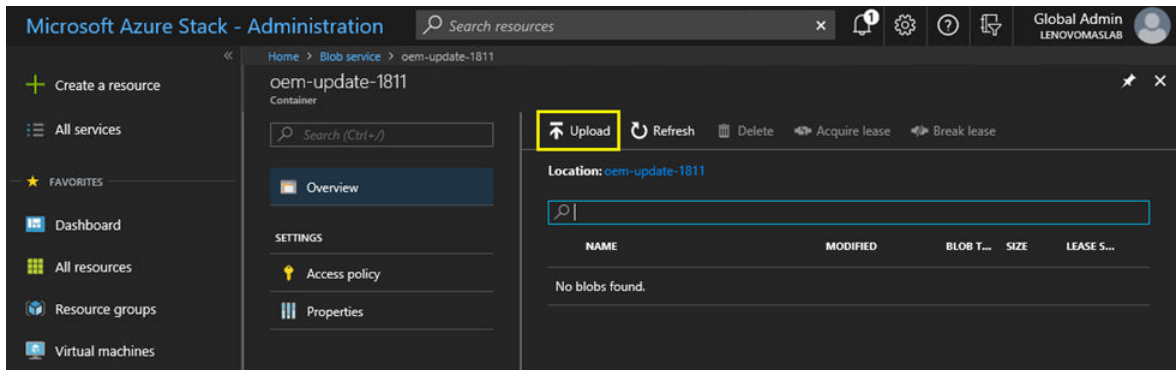 Microsoft Azure Stack - Administration
Search resources
1
Global Admin
LENOVOMASLAB
Home > Blob service > oem-update-1811
Create a resource
All services
FAVORITES
Dashboard
All resources
Resource groups
Virtual machines
oem-update-1811
Container
Search (Ctrl+/)
Overview
SETTINGS
Access policy
Properties
Upload Refresh Delete Acquire lease Break lease
Location: oem-update-1811
NAME MODIFIED BLOB T... SIZE LEASE S...
No blobs found.